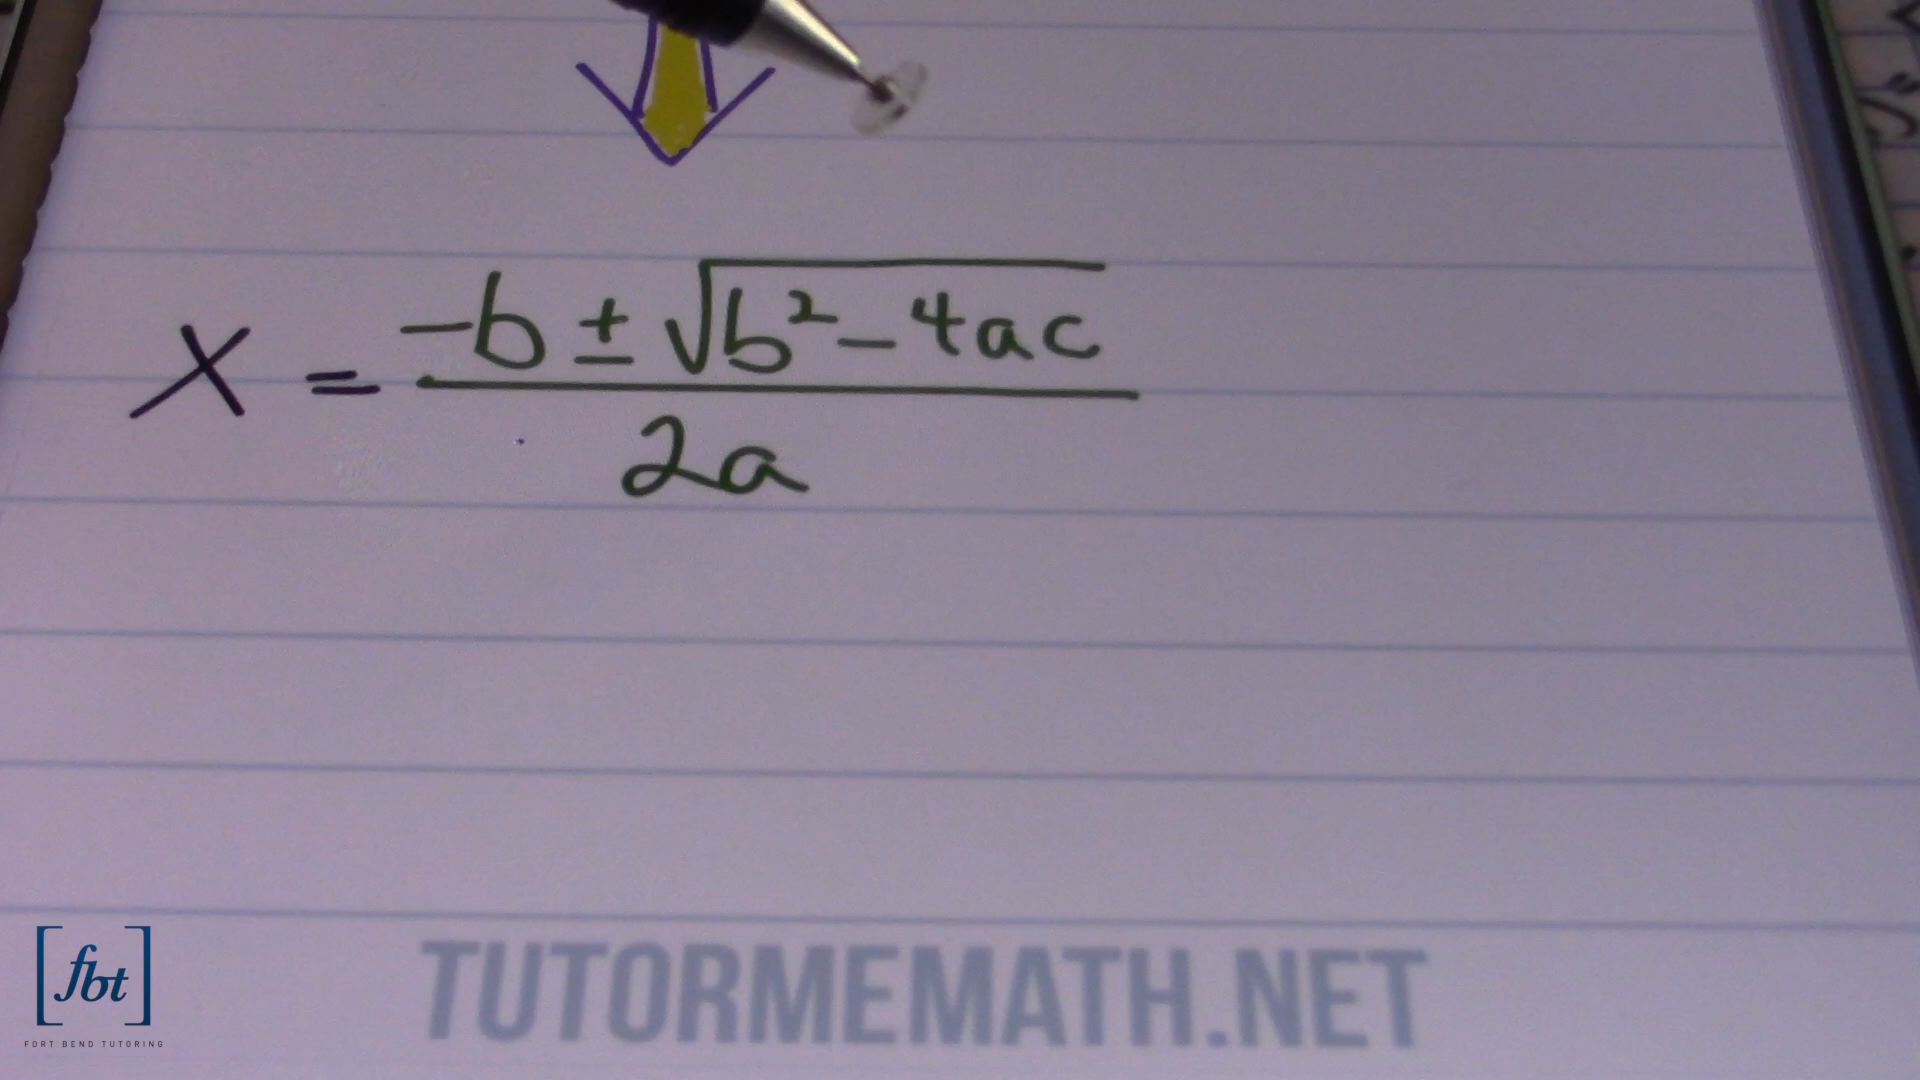 x = -b ± √b² - 4ac
2a
[fbt]
FORT BEND TUTORING
TUTORMEMATH.NET